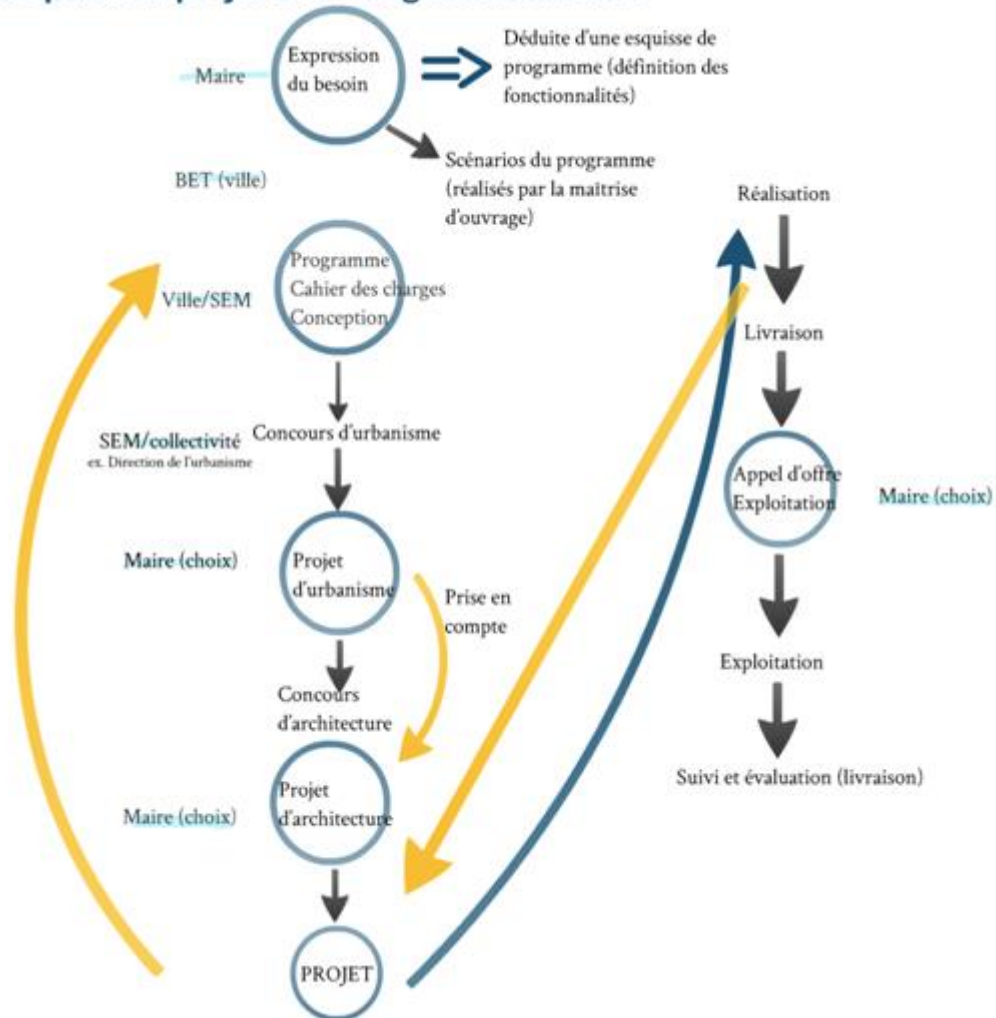 Expression
du besoin
Déduite d'une esquisse de
programme (définition des
fonctionnalités)
Maire
Scénarios du programme
(réalisés par la maîtrise
d'ouvrage)
BET (ville)
Programme
Cahier des charges
Conception
Ville/SEM
Concours d'urbanisme
SEM/collectivité
ex. Direction de l'urbanisme
Maire (choix)
Projet
d'urbanisme
Prise en
compte
Concours
d'architecture
Projet
d'architecture
Maire (choix)
PROJET
Réalisation
Livraison
Appel d'offre
Exploitation
Maire (choix)
Exploitation
Suivi et évaluation (livraison)